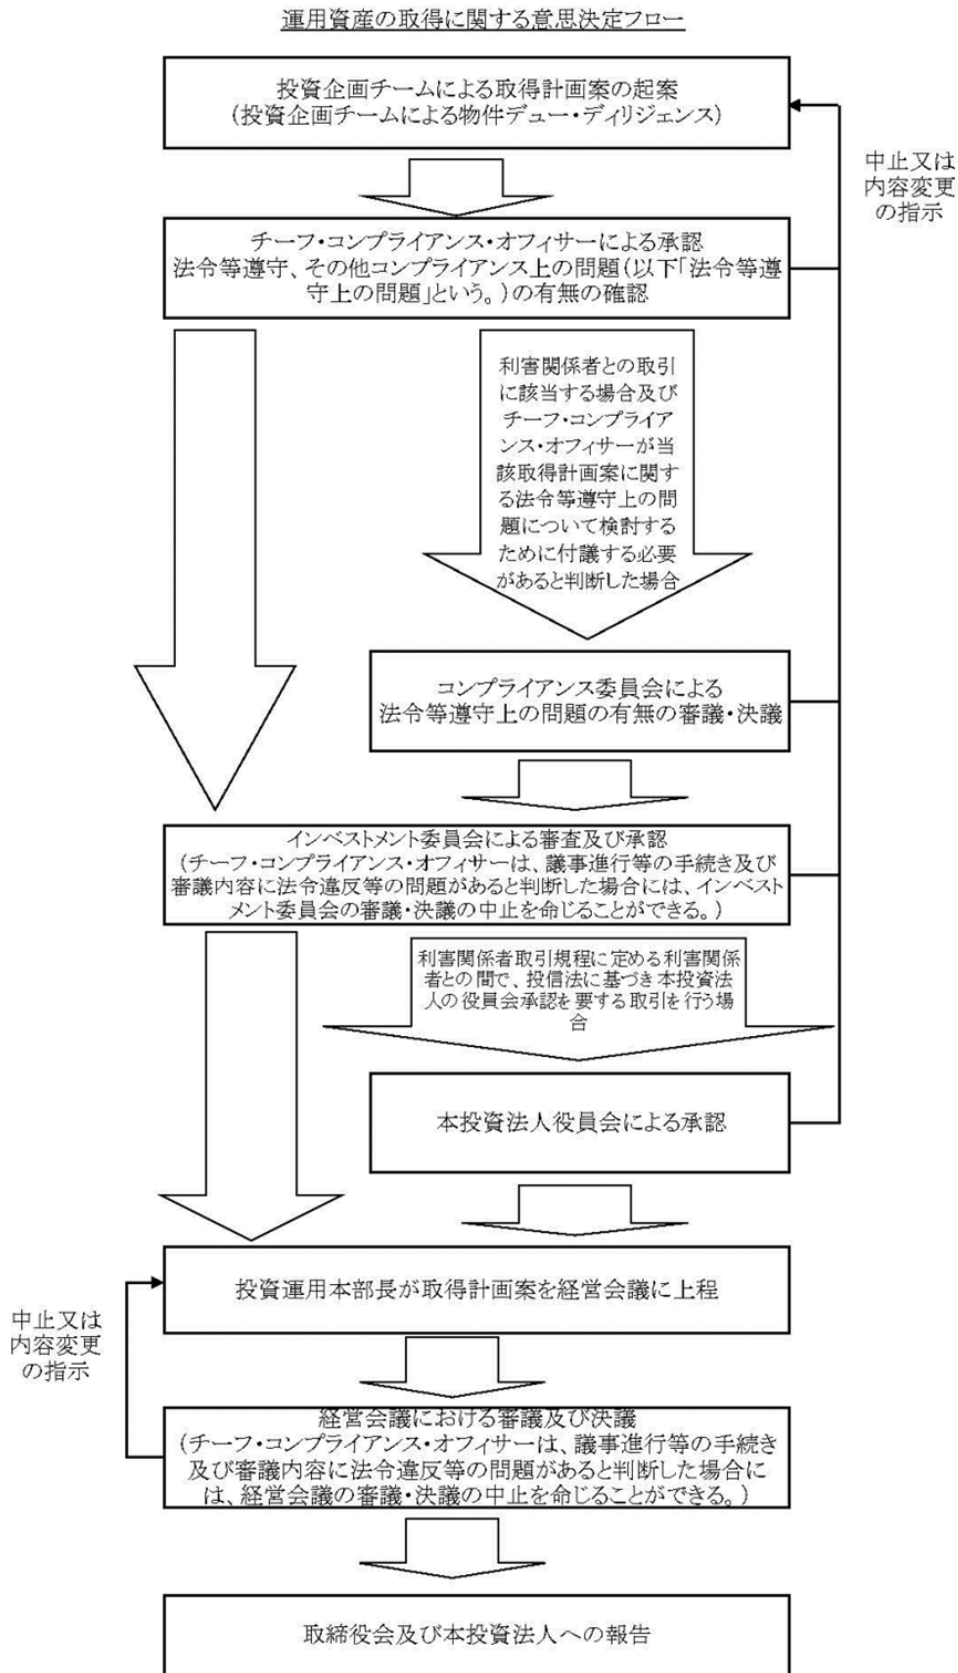 運用資産の取得に関する意思決定フロー
投資企画チームによる取得計画案の起案
（投資企画チームによる物件デュー・ディリジェンス）
中止又は
内容変更
の指示
チーフ・コンプライアンス・オフィサーによる承認
法令等遵守、その他コンプライアンス上の問題（以下「法令等遵
守上の問題」という。）の有無の確認
利害関係者との取引
に該当する場合及び
チーフ・コンプライア
ンス・オフィサーが当
該取得計画案に関す
る法令等遵守上の問
題について検討する
ために付議する必要
があると判断した場合
コンプライアンス委員会による
法令等遵守上の問題の有無の審議・決議
インベストメント委員会による審査及び承認
（チーフ・コンプライアンス・オフィサーは、議事進行等の手続き及び
審議内容に法令違反等の問題があると判断した場合には、インベスト
メント委員会の審議・決議の中止を命じることができる。）
利害関係者取引規程に定める利害関係
者との間で、投信法に基づき本投資法
人の役員会承認を要する取引を行う場
合
本投資法人役員会による承認
投資運用本部長が取得計画案を経営会議に上程
中止又は
内容変更
の指示
経営会議における審議及び決議
（チーフ・コンプライアンス・オフィサーは、議事進行等の手続き
及び審議内容に法令違反等の問題があると判断した場合に
は、経営会議の審議・決議の中止を命じることができる。）
取締役会及び本投資法人への報告